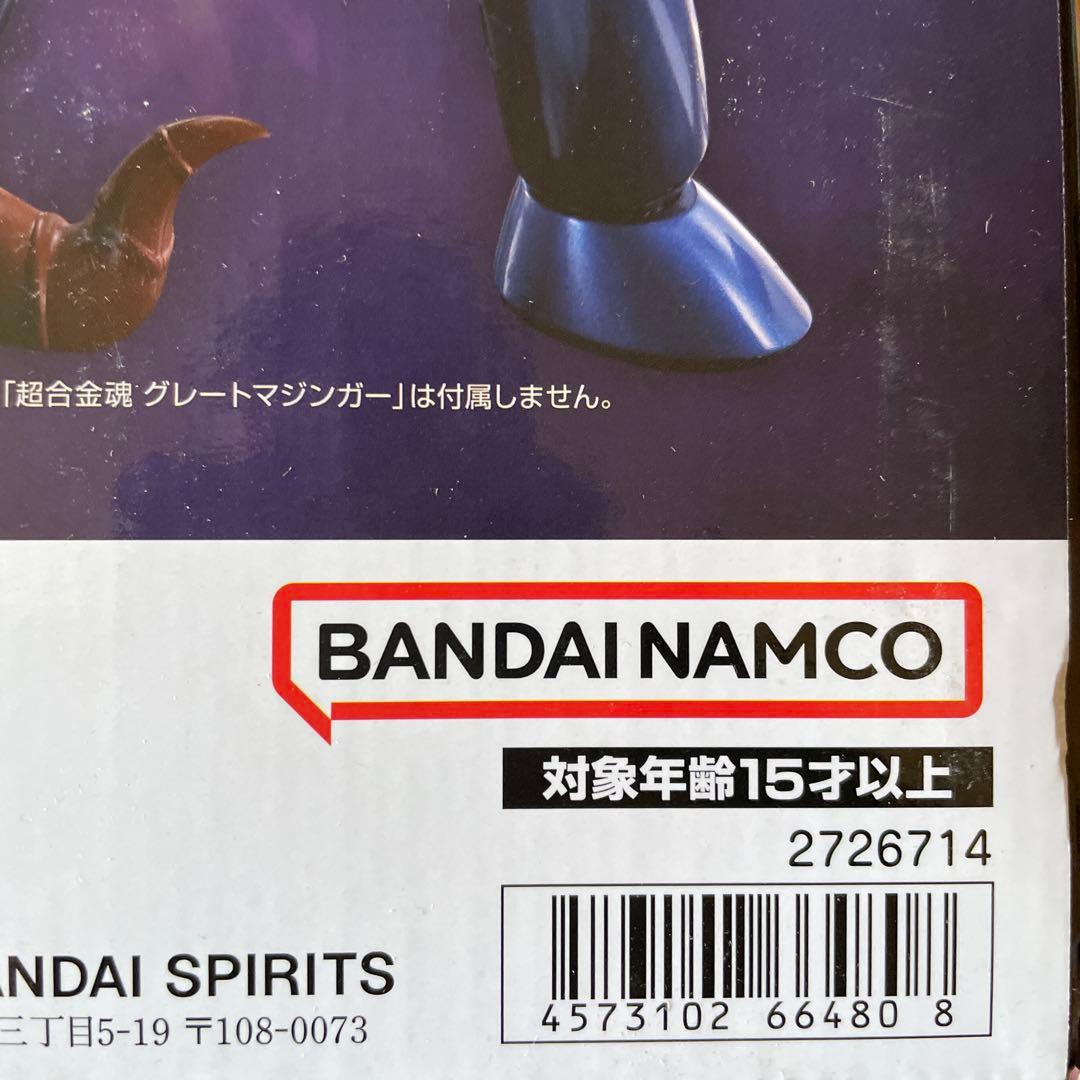 「超合金魂 グレートマジンガー」は付属しません。
BANDAI NAMCO
対象年齢15才以上
2726714
ANDAI SPIRITS
三丁目5-19 〒108-0073
4573102 66480 8